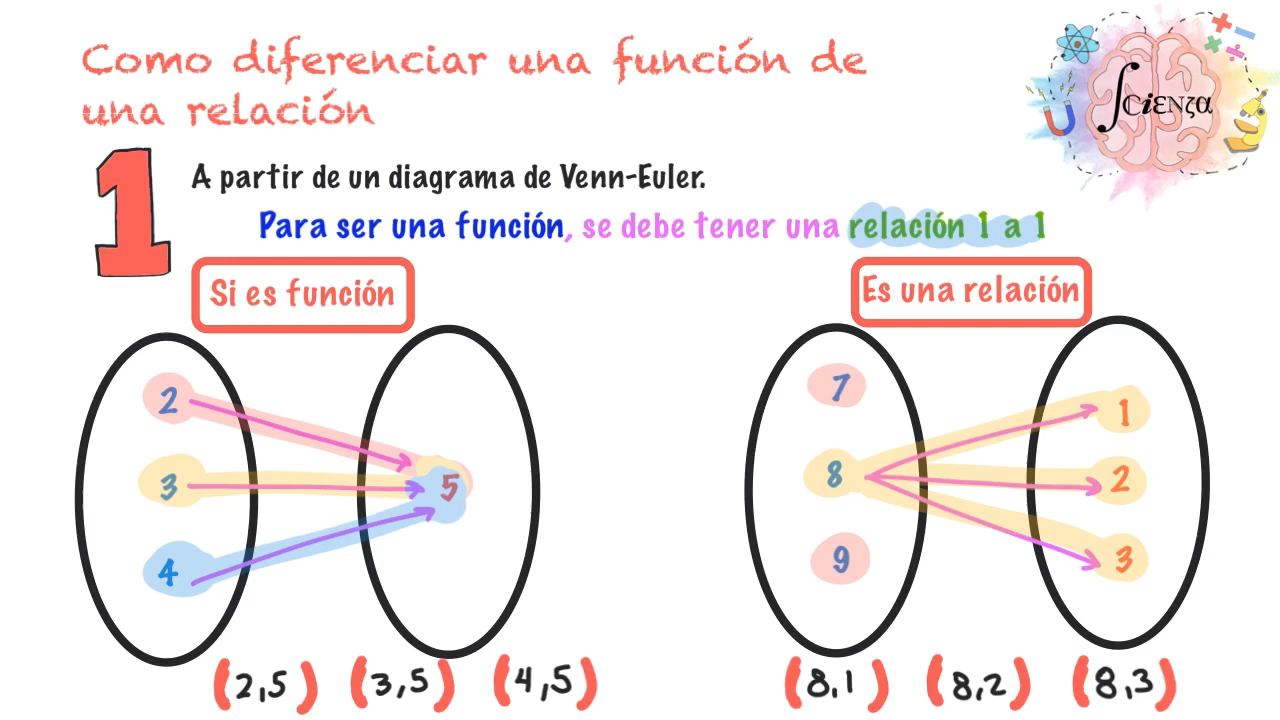 Como diferenciar una función de
una relación
ʃciENζα
1
A partir de un diagrama de Venn-Euler.
Para ser una función, se debe tener una relación 1 a 1
Si es función
Es una relación
2
3
4
5
7
8
9
1
2
3
(2,5) (3,5) (4,5)
(8,1) (8,2) (8,3)